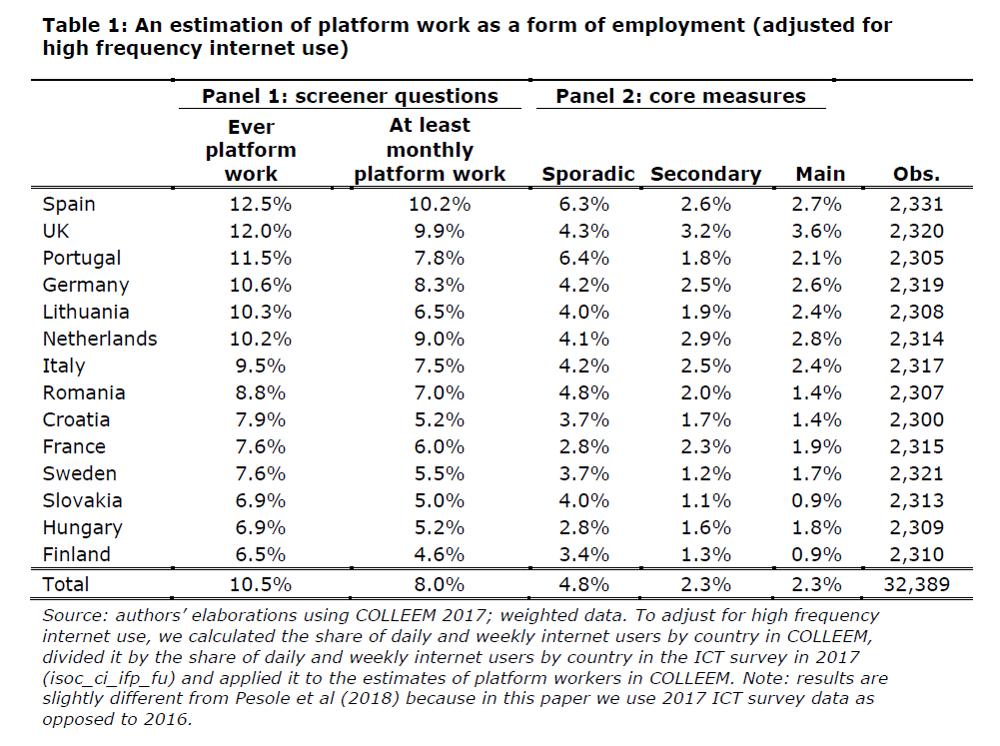 Table 1: An estimation of platform work as a form of employment (adjusted for
high frequency internet use)
Panel 1: screener questions Panel 2: core measures
Ever platform work At least monthly platform work Sporadic Secondary Main Obs.
Spain 12.5% 10.2% 6.3% 2.6% 2.7% 2,331
UK 12.0% 9.9% 4.3% 3.2% 3.6% 2,320
Portugal 11.5% 7.8% 6.4% 1.8% 2.1% 2,305
Germany 10.6% 8.3% 4.2% 2.5% 2.6% 2,319
Lithuania 10.3% 6.5% 4.0% 1.9% 2.4% 2,308
Netherlands 10.2% 9.0% 4.1% 2.9% 2.8% 2,314
Italy 9.5% 7.5% 4.2% 2.5% 2.4% 2,317
Romania 8.8% 7.0% 4.8% 2.0% 1.4% 2,307
Croatia 7.9% 5.2% 3.7% 1.7% 1.4% 2,300
France 7.6% 6.0% 2.8% 2.3% 1.9% 2,315
Sweden 7.6% 5.5% 3.7% 1.2% 1.7% 2,321
Slovakia 6.9% 5.0% 4.0% 1.1% 0.9% 2,313
Hungary 6.9% 5.2% 2.8% 1.6% 1.8% 2,309
Finland 6.5% 4.6% 3.4% 1.3% 0.9% 2,310
Total 10.5% 8.0% 4.8% 2.3% 2.3% 32,389
Source: authors' elaborations using COLLEEM 2017; weighted data. To adjust for high frequency
internet use, we calculated the share of daily and weekly internet users by country in COLLEEM,
divided it by the share of daily and weekly internet users by country in the ICT survey in 2017
(isoc_ci_ifp_fu) and applied it to the estimates of platform workers in COLLEEM. Note: results are
slightly different from Pesole et al (2018) because in this paper we use 2017 ICT survey data as
opposed to 2016.